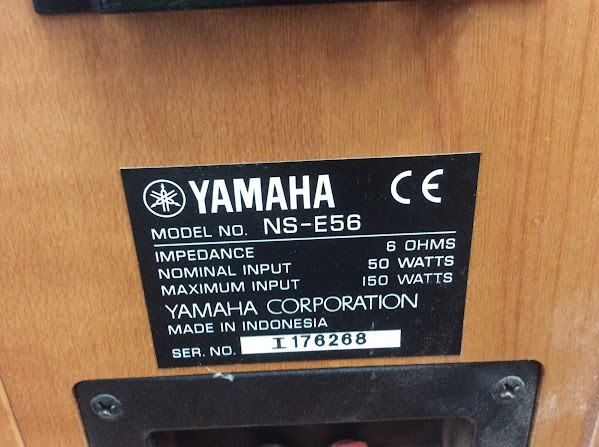 YAMAHA CE
MODEL NO. NS-E56
IMPEDANCE 6 OHMS
NOMINAL INPUT 50 WATTS
MAXIMUM INPUT 150 WATTS
YAMAHA CORPORATION
MADE IN INDONESIA
SER. NO. I176268